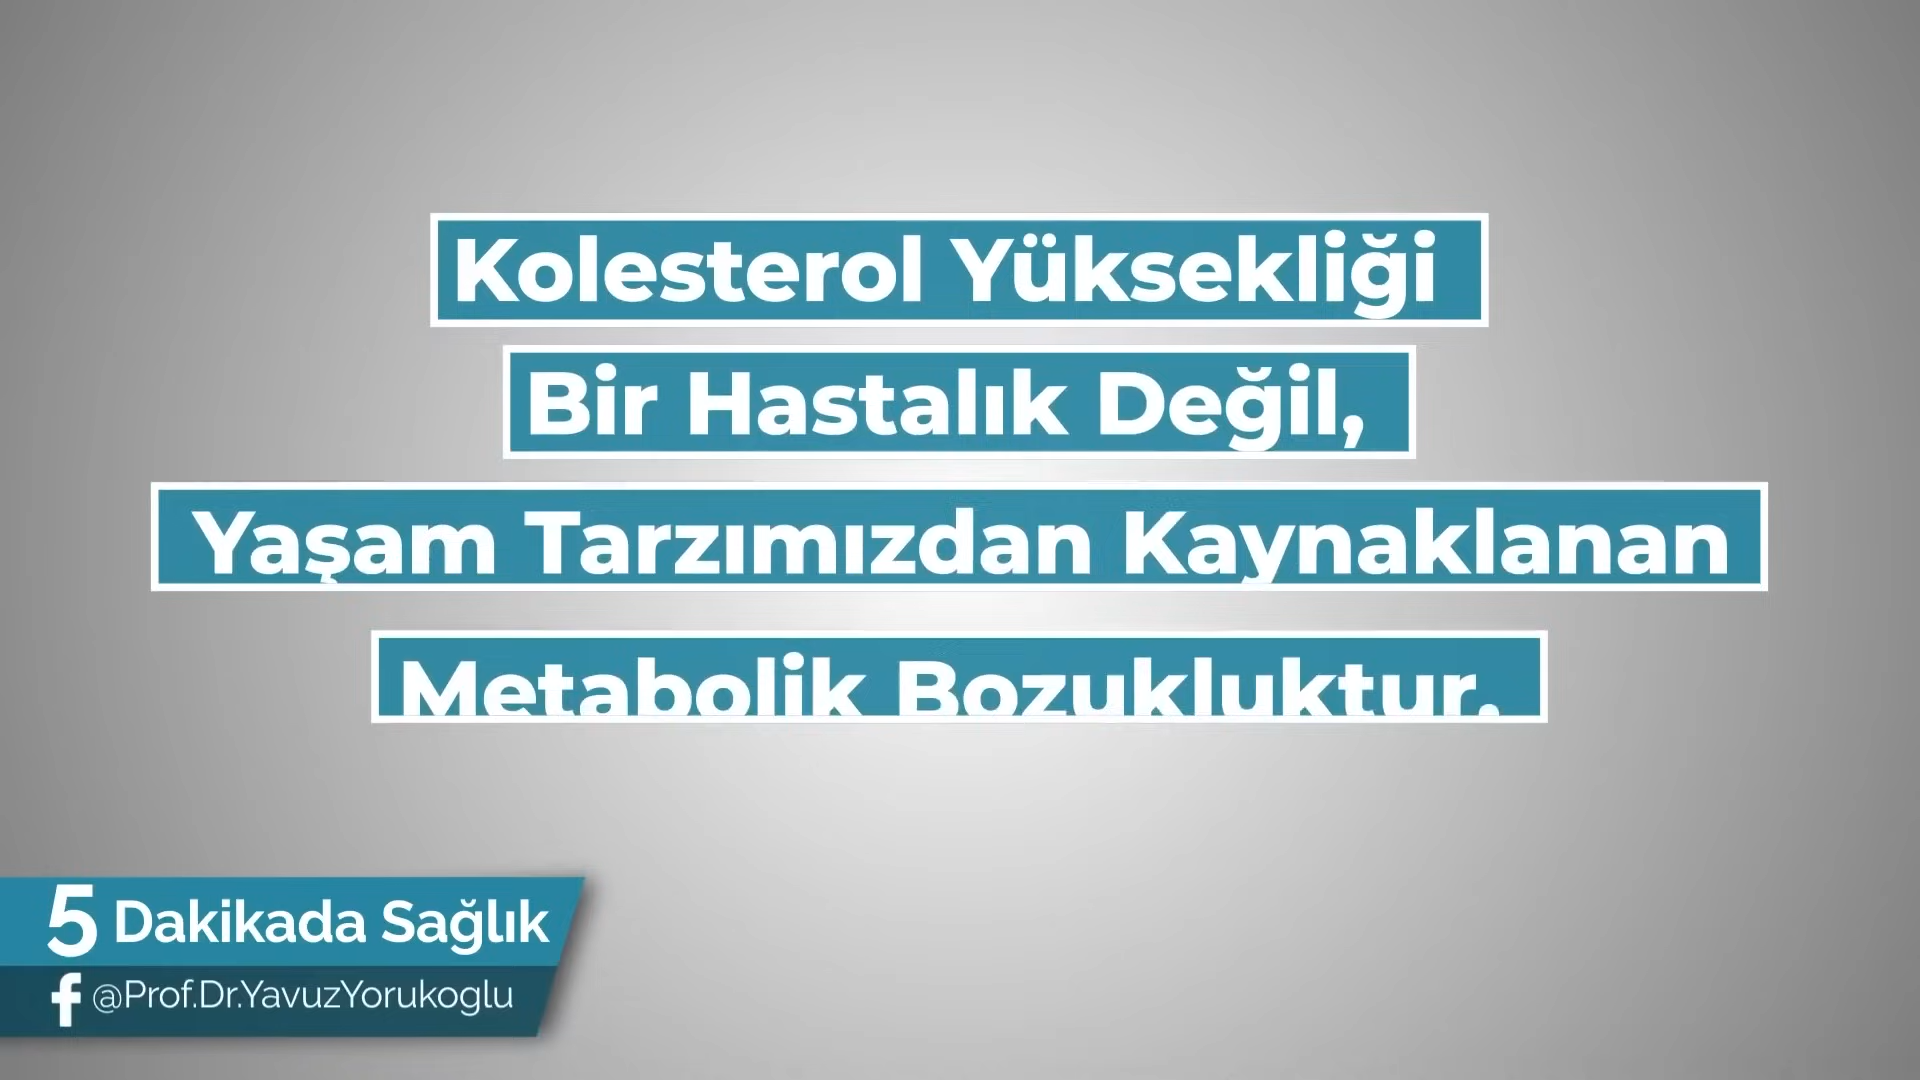 Kolesterol Yüksekliği
Bir Hastalık Değil,
Yaşam Tarzımızdan Kaynaklanan
Metabolik Bozukluktur.
5 Dakikada Sağlık
@Prof.Dr.YavuzYorukoglu